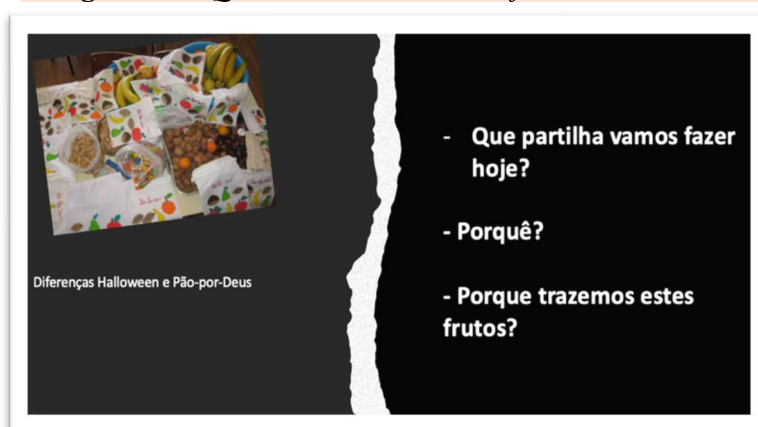 Diferenças Halloween e Pão-por-Deus
- Que partilha vamos fazer
hoje?
- Porquê?
- Porque trazemos estes
frutos?